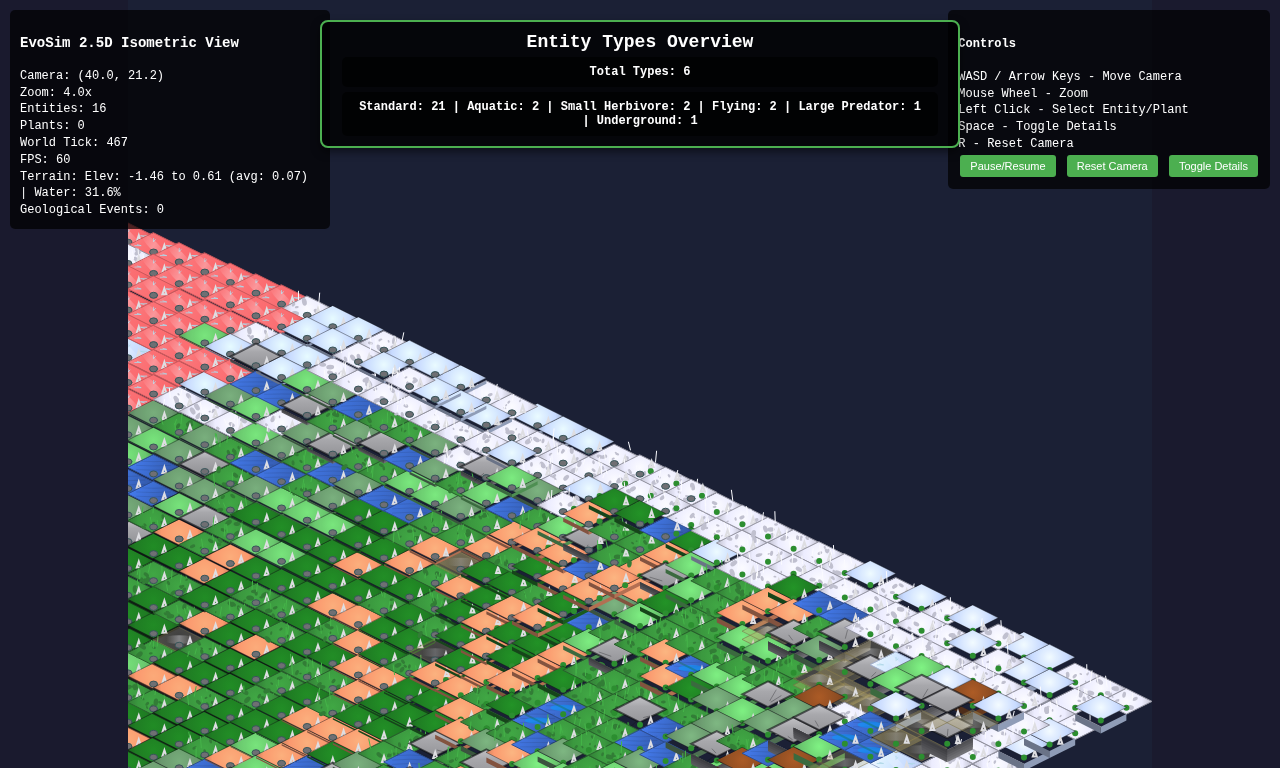 EvoSim 2.5D Isometric View
Camera: (40.0, 21.2)
Zoom: 4.0x
Entities: 16
Plants: 0
World Tick: 467
FPS: 60
Terrain: Elev: -1.46 to 0.61 (avg: 0.07)
| Water: 31.6%
Geological Events: 0
Entity Types Overview
Total Types: 6
Standard: 21 | Aquatic: 2 | Small Herbivore: 2 | Flying: 2 | Large Predator: 1
| Underground: 1
Controls
WASD / Arrow Keys - Move Camera
Mouse Wheel - Zoom
Left Click - Select Entity/Plant
Space - Toggle Details
R - Reset Camera
Pause/Resume
Reset Camera
Toggle Details